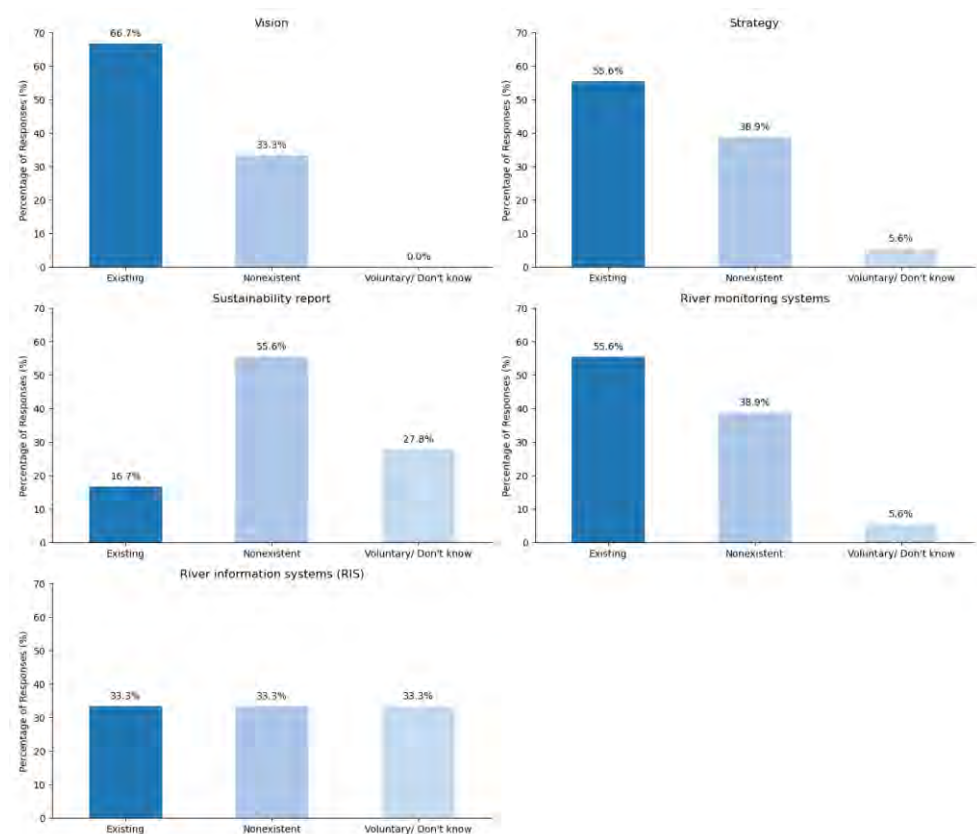 Vision
Percentage of Responses (%)
70
60
50
40
30
20
10
0
66.7%
33.3%
0.0%
Existing
Nonexistent
Voluntary/ Don't know
Strategy
Percentage of Responses (%)
70
60
50
40
30
20
10
0
55.6%
38.9%
5.6%
Existing
Nonexistent
Voluntary/ Don't know
Sustainability report
Percentage of Responses (%)
70
60
50
40
30
20
10
0
16.7%
55.6%
27.8%
Existing
Nonexistent
Voluntary/ Don't know
River monitoring systems
Percentage of Responses (%)
70
60
50
40
30
20
10
0
55.6%
38.9%
5.6%
Existing
Nonexistent
Voluntary/ Don't know
River information systems (RIS)
Percentage of Responses (%)
70
60
50
40
30
20
10
0
33.3%
33.3%
33.3%
Existing
Nonexistent
Voluntary/ Don't know